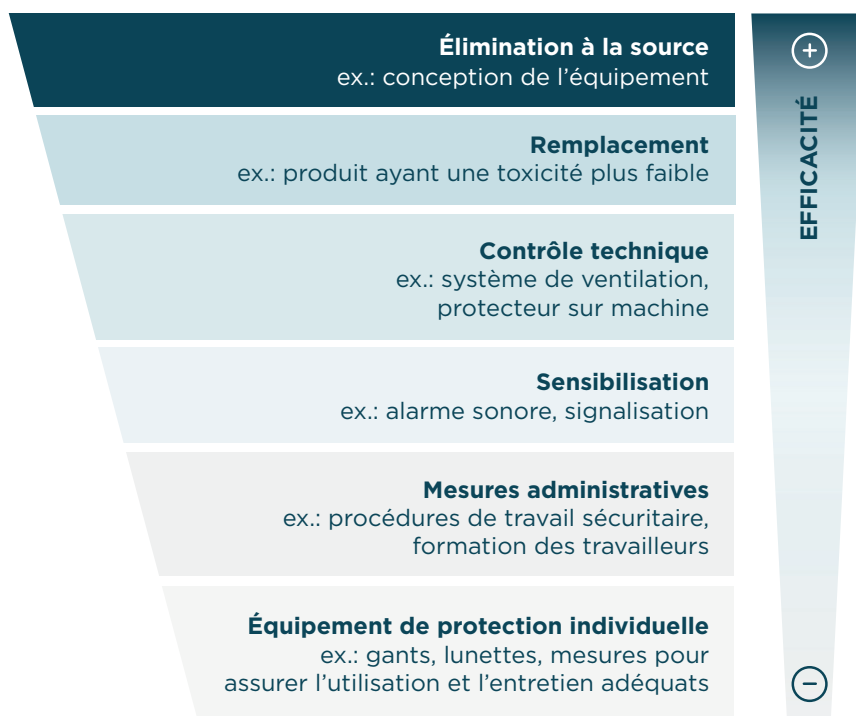 Élimination à la source
ex.: conception de l'équipement
Remplacement
ex.: produit ayant une toxicité plus faible
Contrôle technique
ex.: système de ventilation,
protecteur sur machine
Sensibilisation
ex.: alarme sonore, signalisation
Mesures administratives
ex.: procédures de travail sécuritaire,
formation des travailleurs
Équipement de protection individuelle
ex.: gants, lunettes, mesures pour
assurer l'utilisation et l'entretien adéquats
+
EFFICACITÉ
−